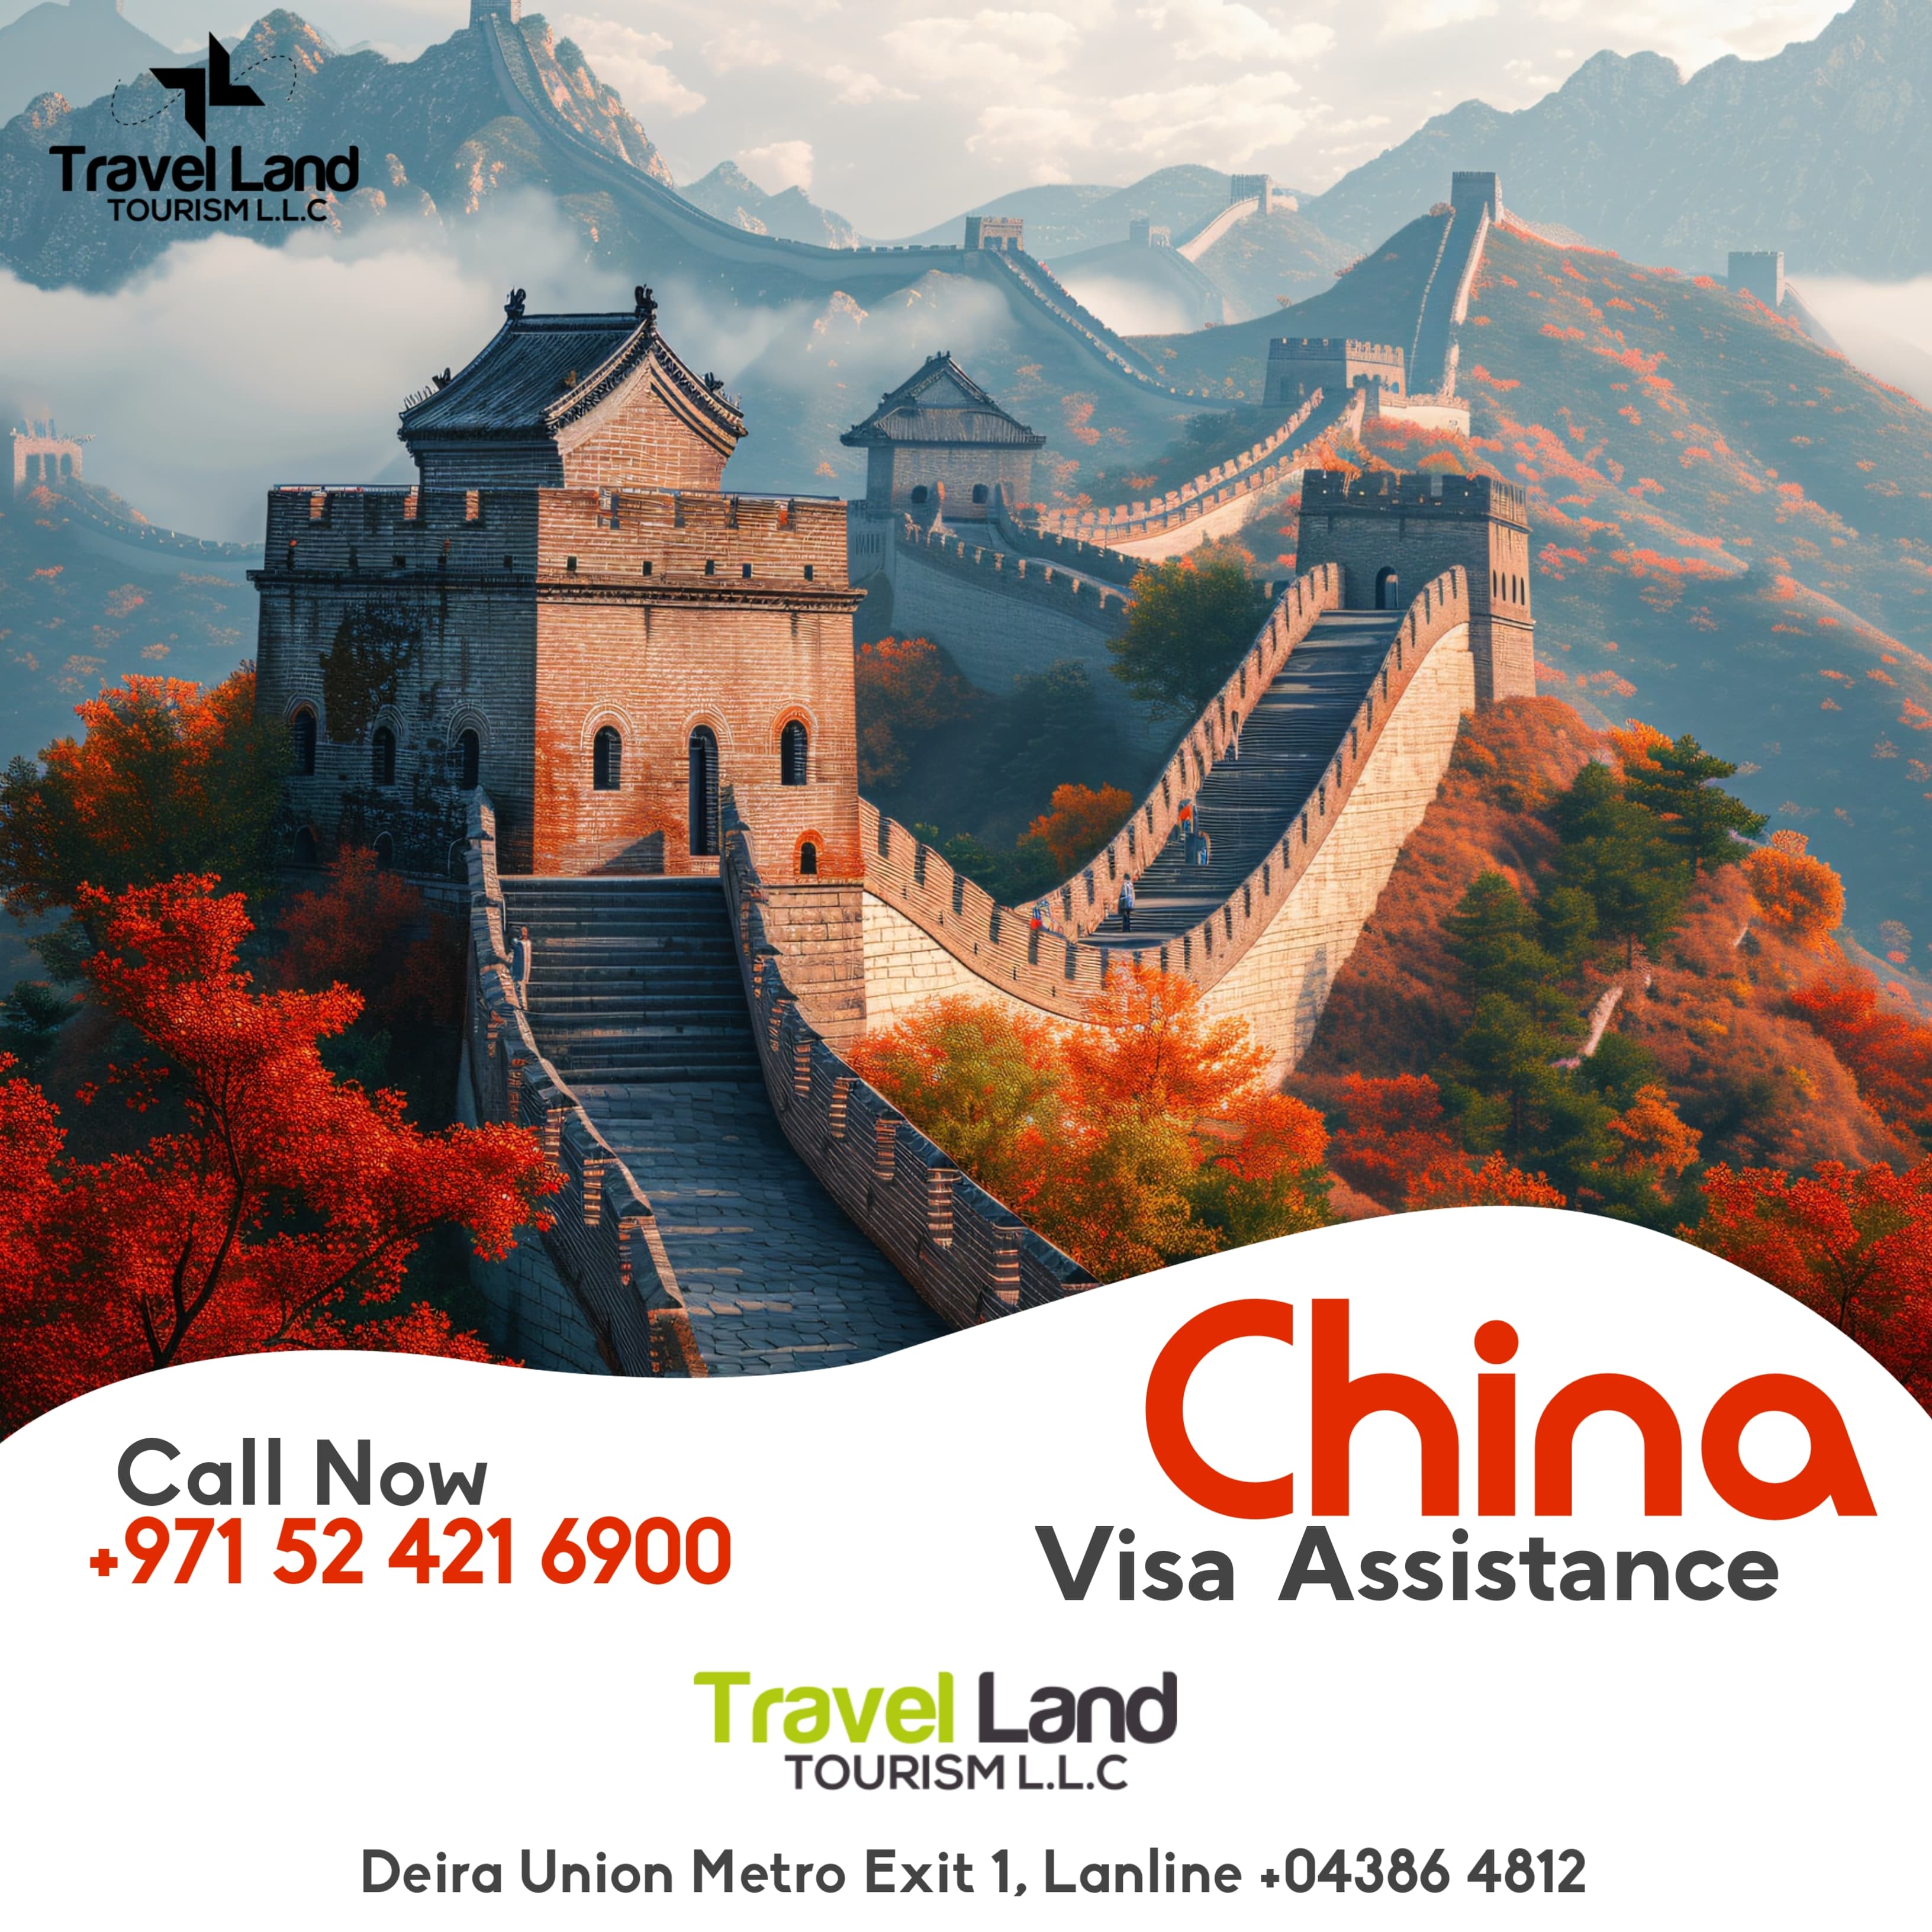 Travel Land
TOURISM L.L.C
China
Call Now
+971 52 421 6900
Visa Assistance
Travel Land
TOURISM L.L.C
Deira Union Metro Exit 1, Lanline +04386 4812